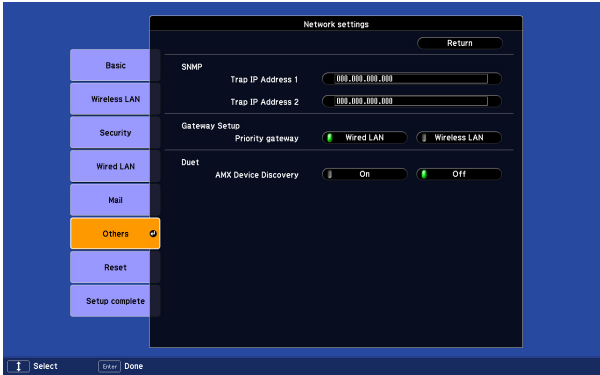 Network settings
Return
Basic
Wireless LAN
Security
Wired LAN
Mail
Others
Reset
Setup complete
SNMP
Trap IP Address 1 000.000.000.000
Trap IP Address 2 000.000.000.000
Gateway Setup
Priority gateway Wired LAN Wireless LAN
Duet
AMX Device Discovery On Off
Select Enter Done